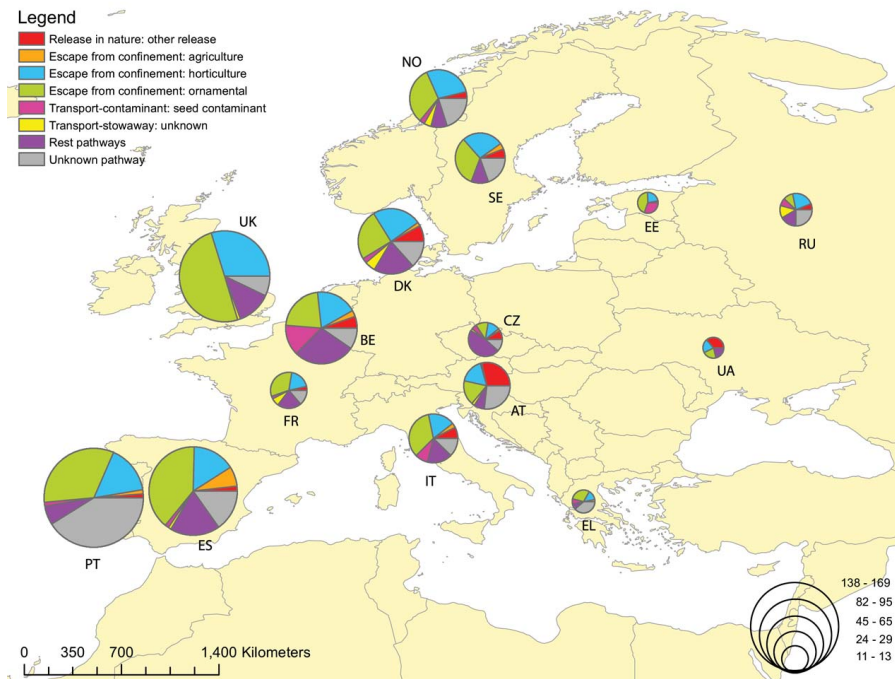 Legend
Release in nature: other release
Escape from confinement: agriculture
Escape from confinement: horticulture
Escape from confinement: ornamental
Transport-contaminant: seed contaminant
Transport-stowaway: unknown
Rest pathways
Unknown pathway
NO
SE
EE
RU
UK
DK
BE
CZ
UA
FR
AT
IT
EL
PT
ES
138 - 169
82 - 95
45 - 65
24 - 29
11 - 13
0 350 700 1,400 Kilometers